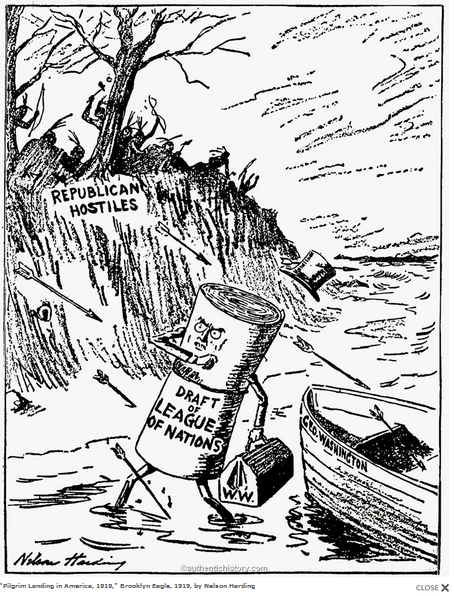 REPUBLICAN
HOSTILES
DRAFT
OF
LEAGUE
OF NATIONS
GEO. WASHINGTON
W W
Nelson Harding
©authentichistory.com
"Pilgrim Landing in America, 1919," Brooklyn Eagle, 1919, by Nelson Harding
CLOSE X